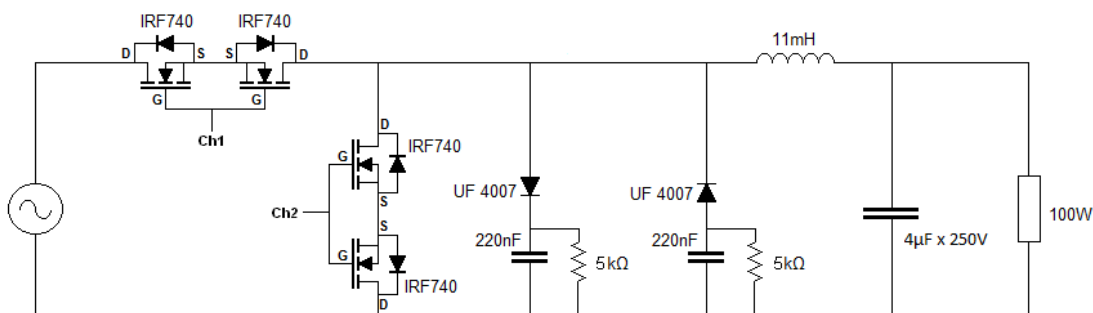 IRF740
IRF740
D
S
S
D
G
G
Ch1
11mH
D
G
IRF740
S
Ch2
S
G
IRF740
D
UF 4007
220nF
5kΩ
UF 4007
220nF
5kΩ
4µF x 250V
100W